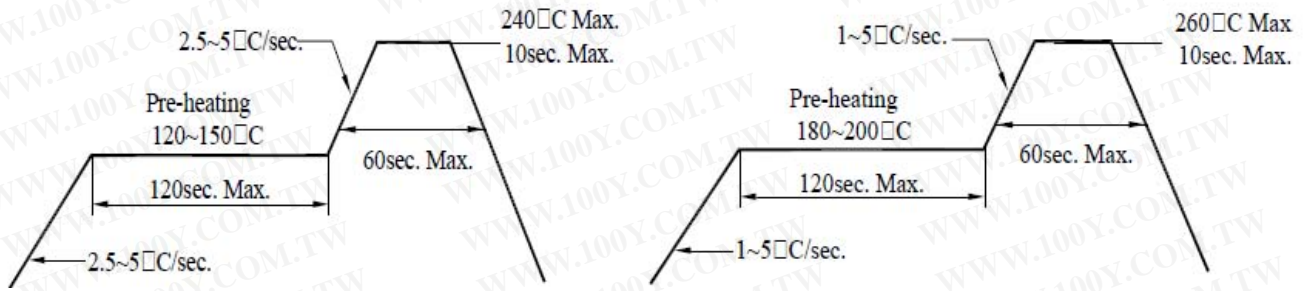 2.5~5□C/sec.
240□C Max.
10sec. Max.
Pre-heating
120~150□C
60sec. Max.
120sec. Max.
2.5~5□C/sec.
1~5□C/sec.
260□C Max
10sec. Max.
Pre-heating
180~200□C
60sec. Max.
120sec. Max.
1~5□C/sec.
WWW.100Y.COM.TW